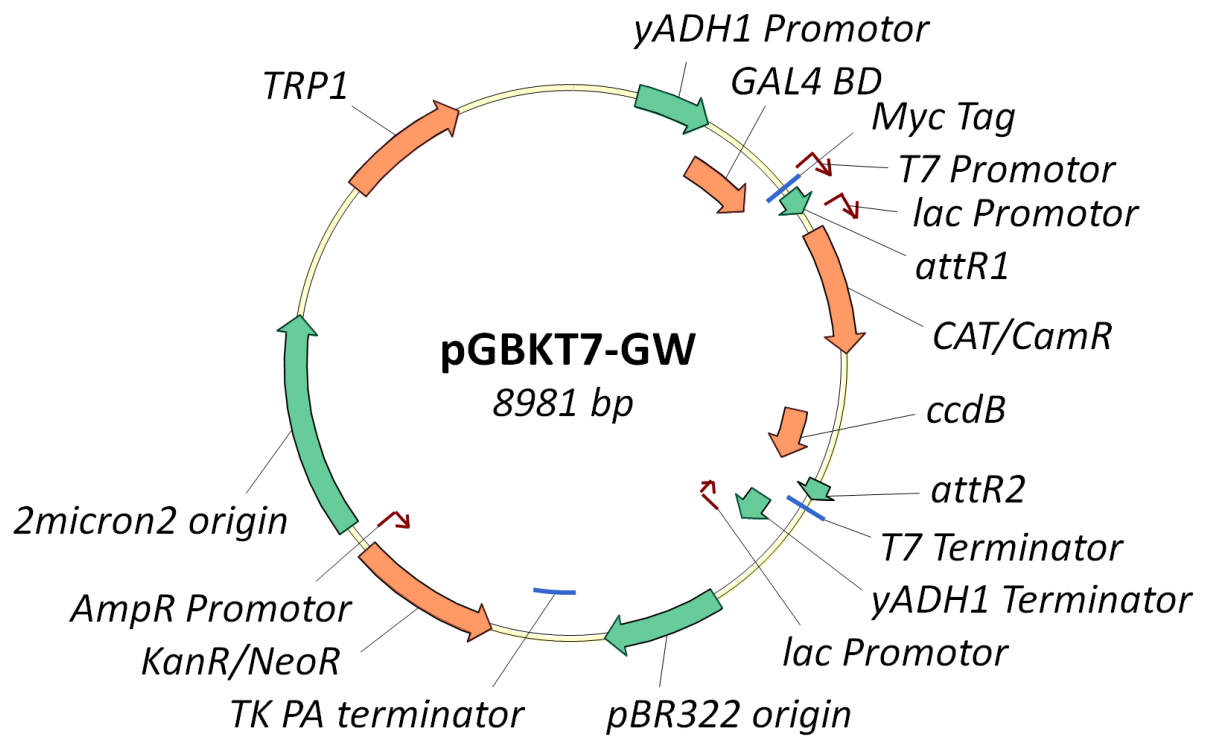 yADH1 Promotor
TRP1
GAL4 BD
Myc Tag
T7 Promotor
lac Promotor
attR1
CAT/CamR
pGBKT7-GW
8981 bp
ccdB
attR2
2micron2 origin
T7 Terminator
yADH1 Terminator
AmpR Promotor
lac Promotor
KanR/NeoR
TK PA terminator
pBR322 origin